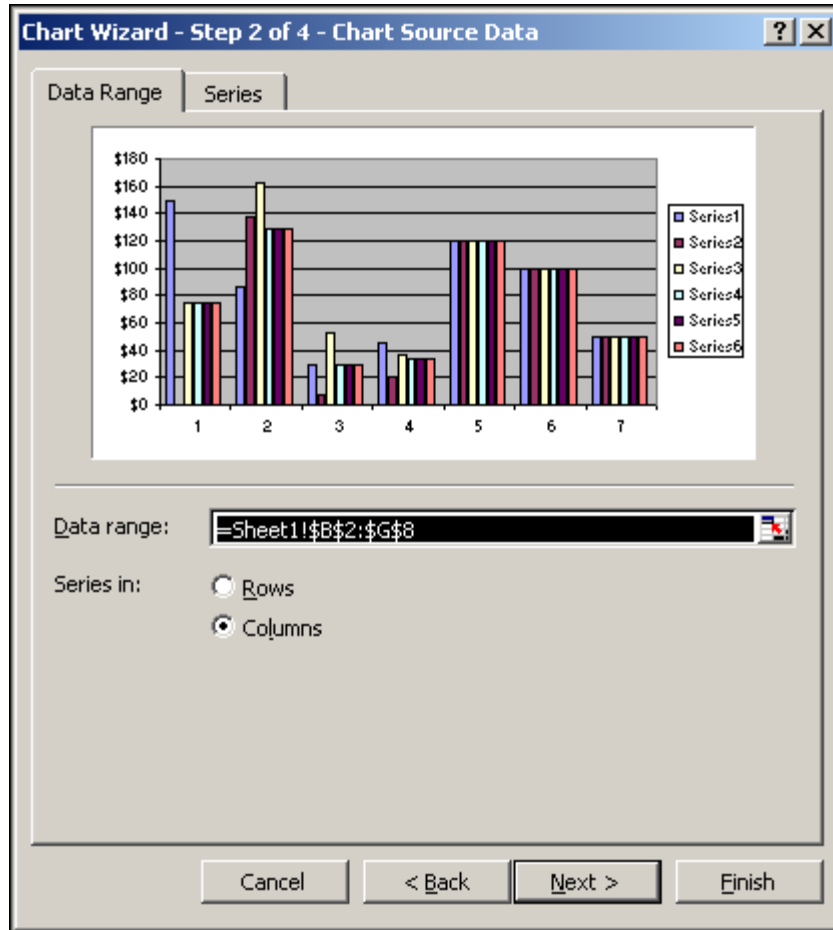 Chart Wizard - Step 2 of 4 - Chart Source Data
Data Range
Series
$180
$160
$140
$120
$100
$80
$60
$40
$20
$0
1 2 3 4 5 6 7
Series1
Series2
Series3
Series4
Series5
Series6
Data range: =Sheet1!$B$2:$G$8
Series in: Rows
Columns
Cancel < Back Next > Finish